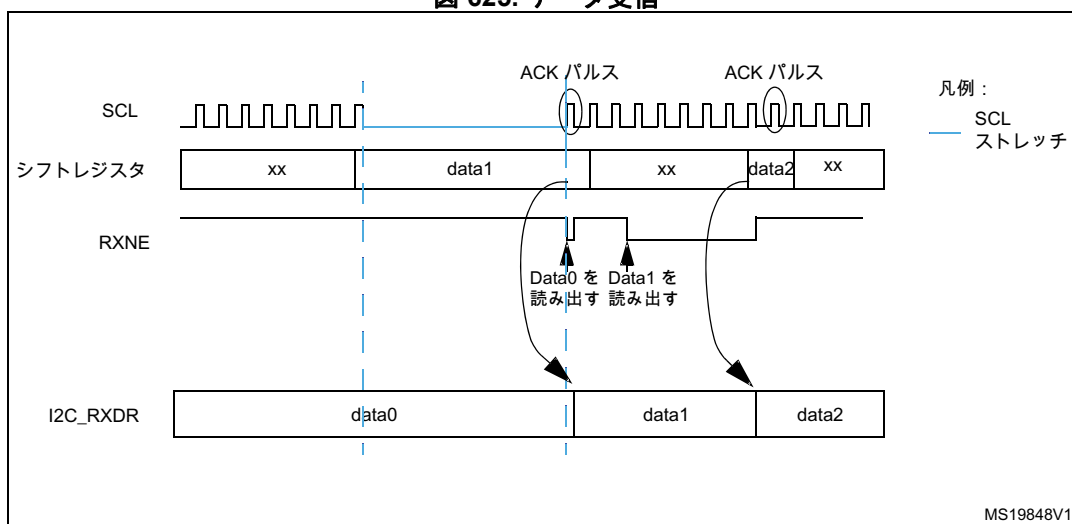 図 623. データ受信
ACK パルス
ACK パルス
凡例：
SCL
SCL
ストレッチ
シフトレジスタ
xx
data1
xx
data2
xx
RXNE
Data0 を
読み出す
Data1 を
読み出す
I2C_RXDR
data0
data1
data2
MS19848V1